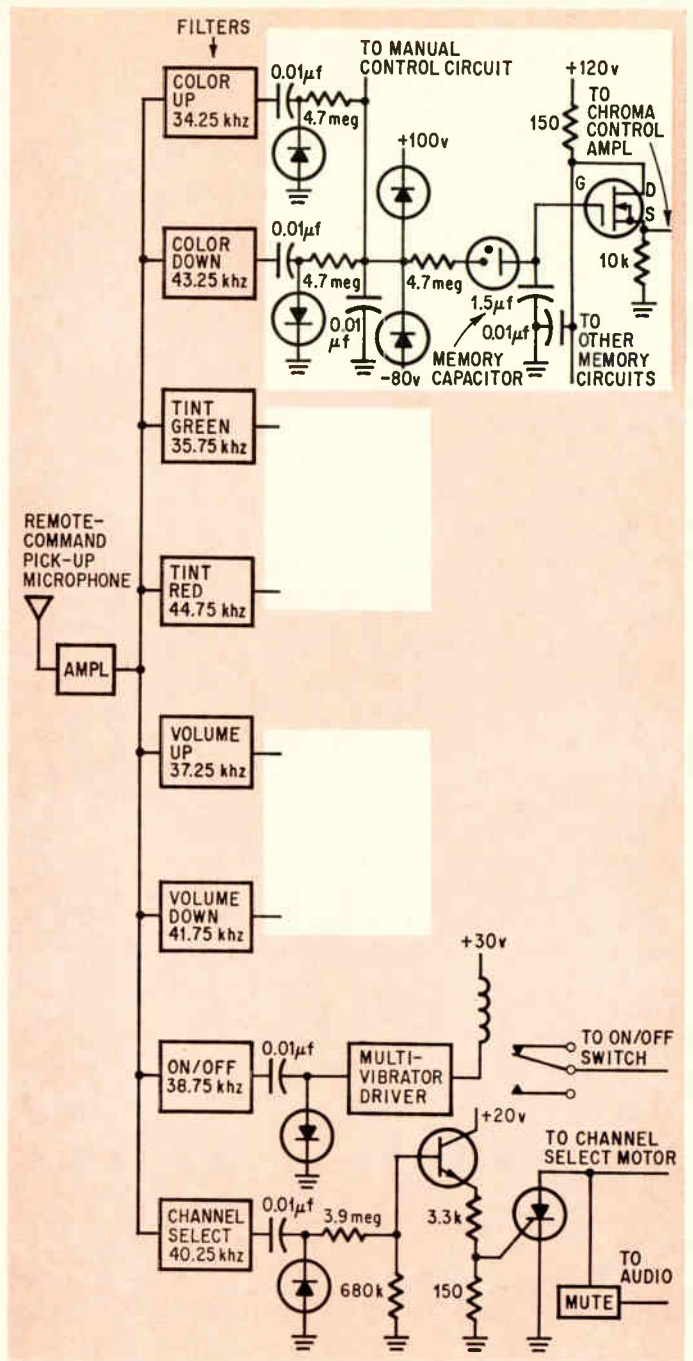 FILTERS
COLOR
UP
34.25 khz
0.01µf
4.7 meg
TO MANUAL
CONTROL CIRCUIT
+100v
+120v
150
TO
CHROMA
CONTROL
AMPL
G
D
S
10k
COLOR
DOWN
43.25 khz
0.01µf
4.7 meg
0.01
µf
4.7 meg
-80v
1.5µf
0.01µf
MEMORY
CAPACITOR
TO
OTHER
MEMORY
CIRCUITS
TINT
GREEN
35.75 khz
TINT
RED
44.75 khz
REMOTE-
COMMAND
PICK-UP
MICROPHONE
AMPL
VOLUME
UP
37.25 khz
VOLUME
DOWN
41.75 khz
ON/OFF
38.75 khz
0.01µf
MULTI-
VIBRATOR
DRIVER
+30v
TO ON/OFF
SWITCH
CHANNEL
SELECT
40.25 khz
0.01µf
3.9 meg
680k
+20v
3.3k
150
TO CHANNEL
SELECT MOTOR
MUTE
TO
AUDIO